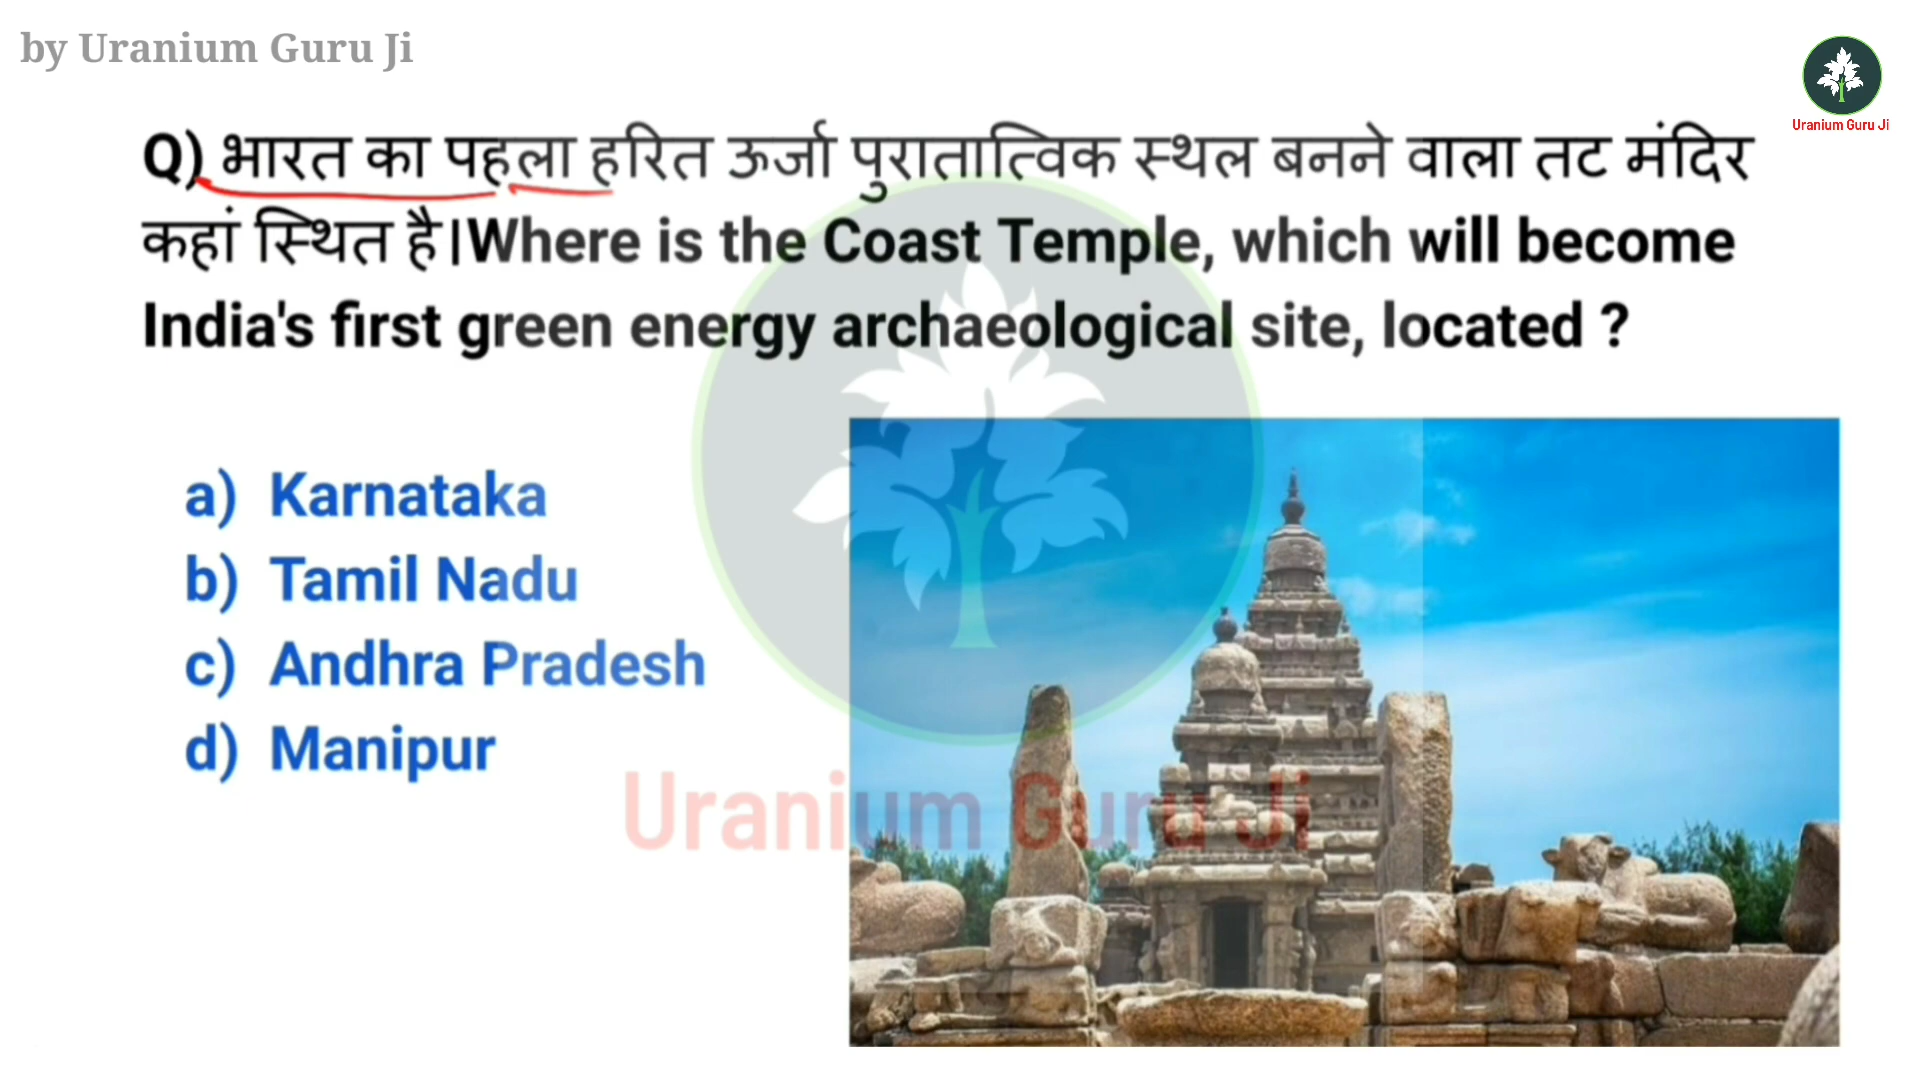 by Uranium Guru Ji
Uranium Guru Ji
Q) भारत का पहला हरित ऊर्जा पुरातात्विक स्थल बनने वाला तट मंदिर
कहां स्थित है।Where is the Coast Temple, which will become
India's first green energy archaeological site, located ?
a) Karnataka
b) Tamil Nadu
c) Andhra Pradesh
d) Manipur
Uranium Guru Ji